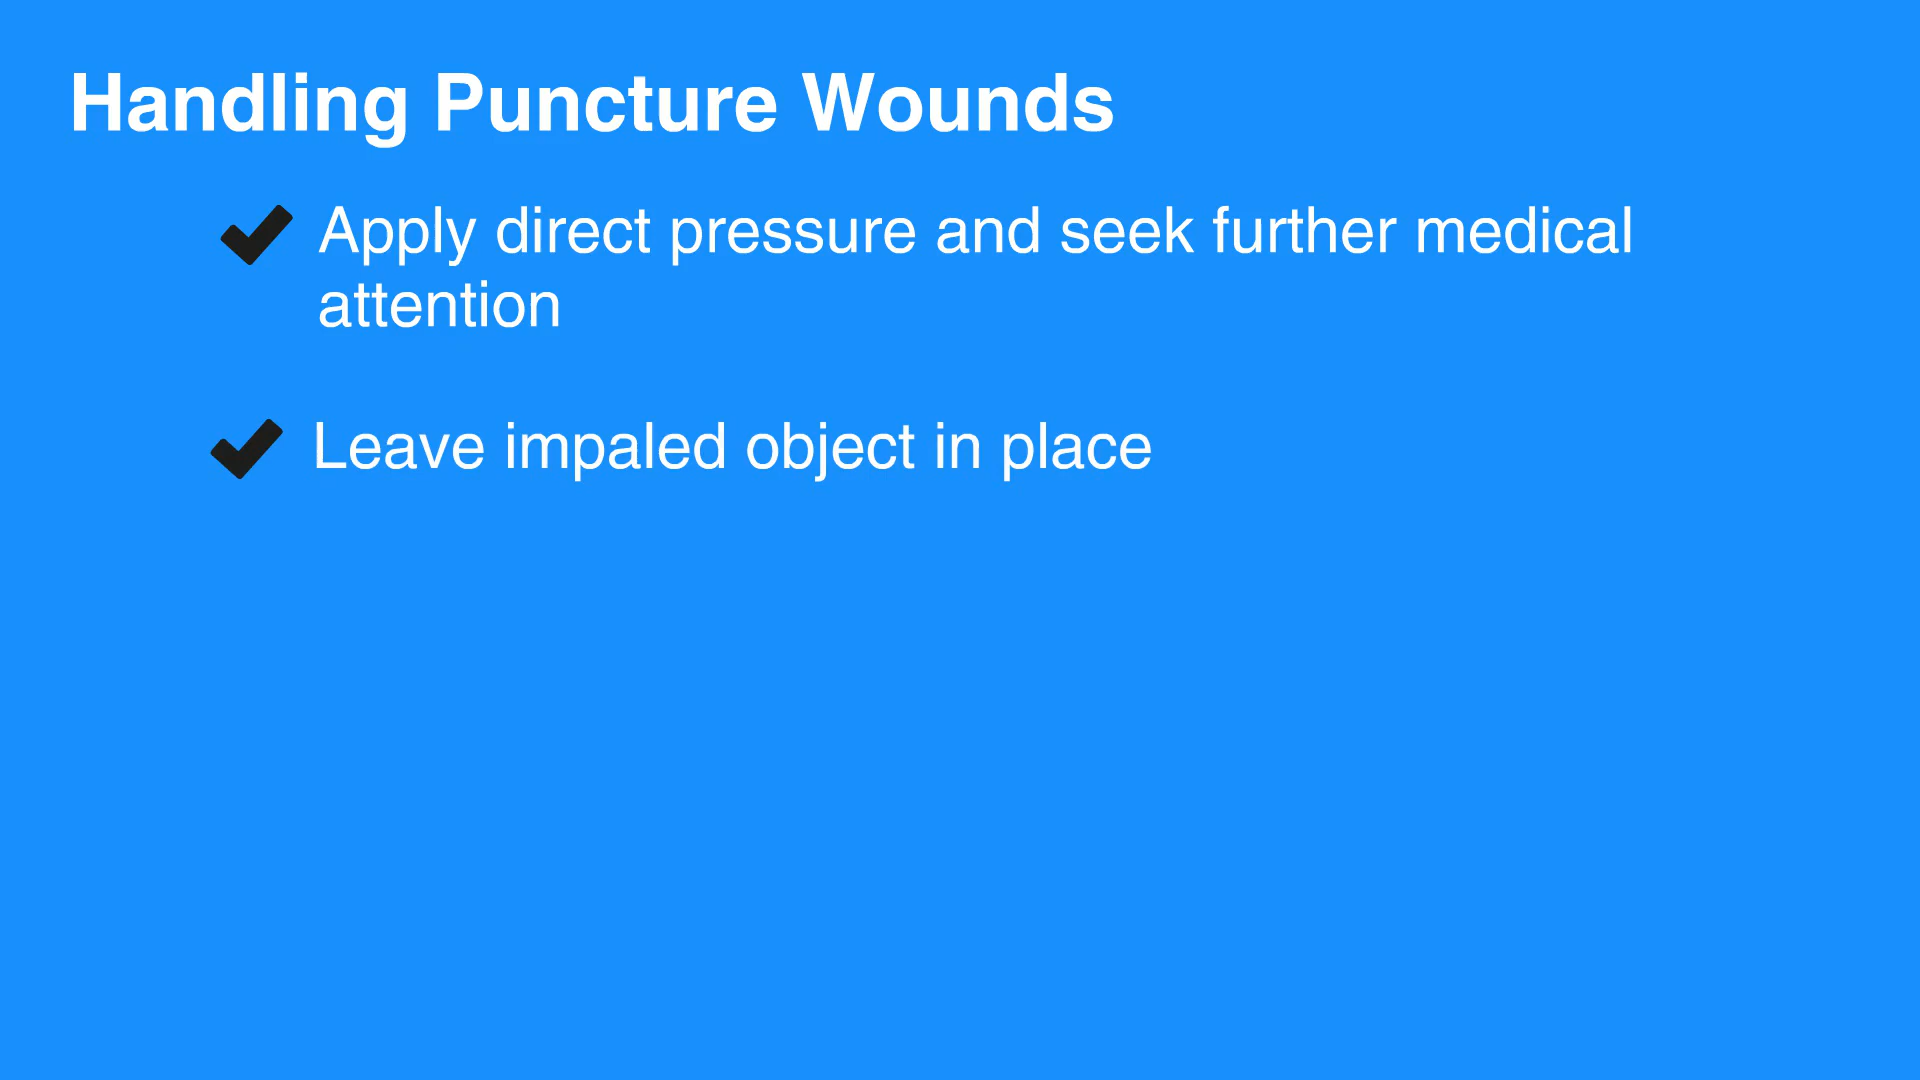 Handling Puncture Wounds
Apply direct pressure and seek further medical
attention
Leave impaled object in place